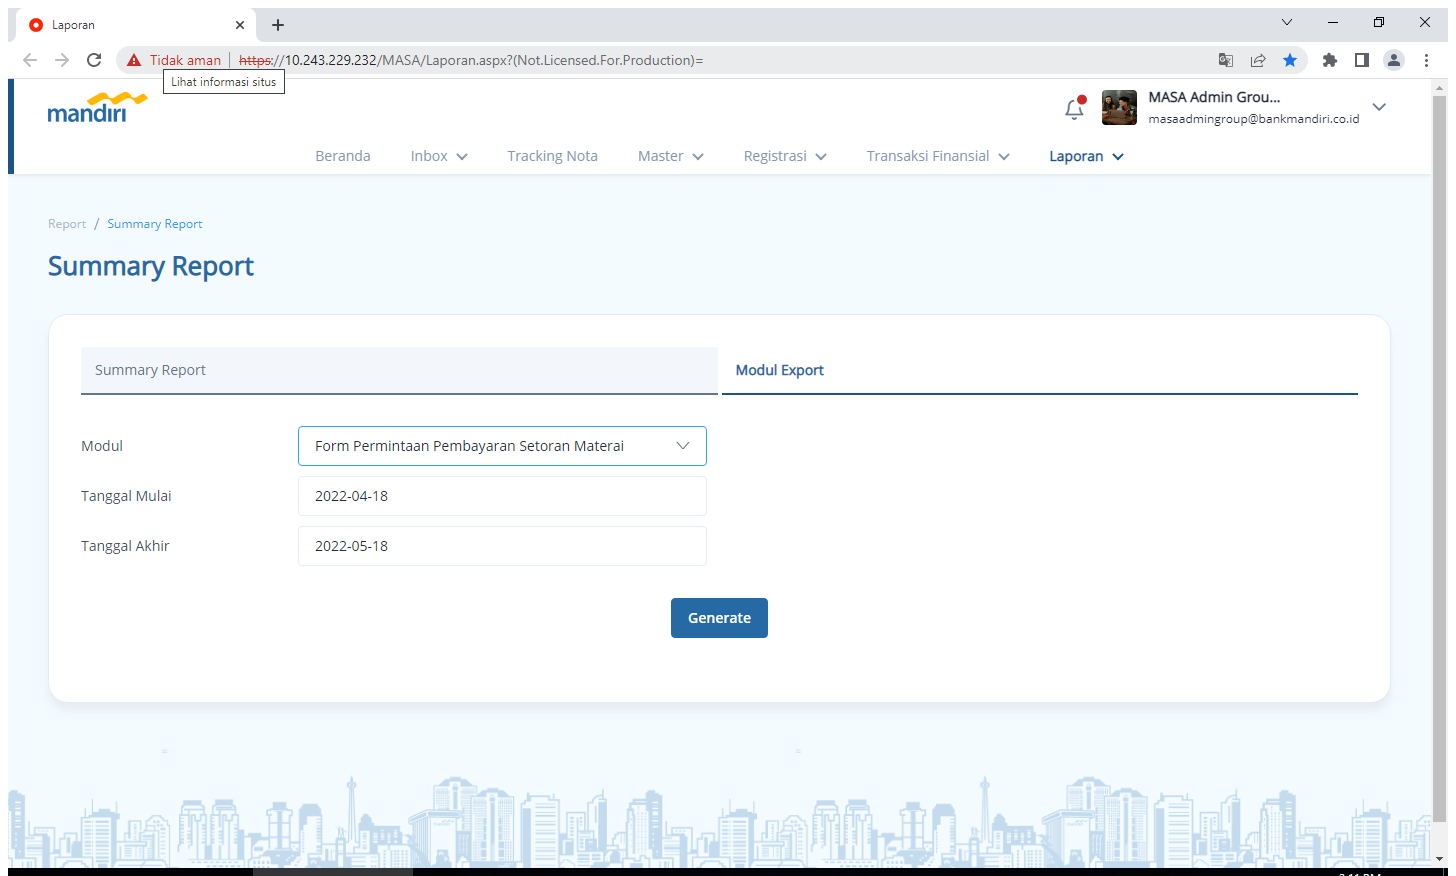 Laporan
Tidak aman
https://10.243.229.232/MASA/Laporan.aspx?(Not.Licensed.For.Production)=
Lihat informasi situs
mandırı
MASA Admin Grou...
masaadmingroup@bankmandiri.co.id
Beranda Inbox Tracking Nota Master Registrasi Transaksi Finansial Laporan
Report / Summary Report
Summary Report
Summary Report Modul Export
Modul Form Permintaan Pembayaran Setoran Materai
Tanggal Mulai 2022-04-18
Tanggal Akhir 2022-05-18
Generate